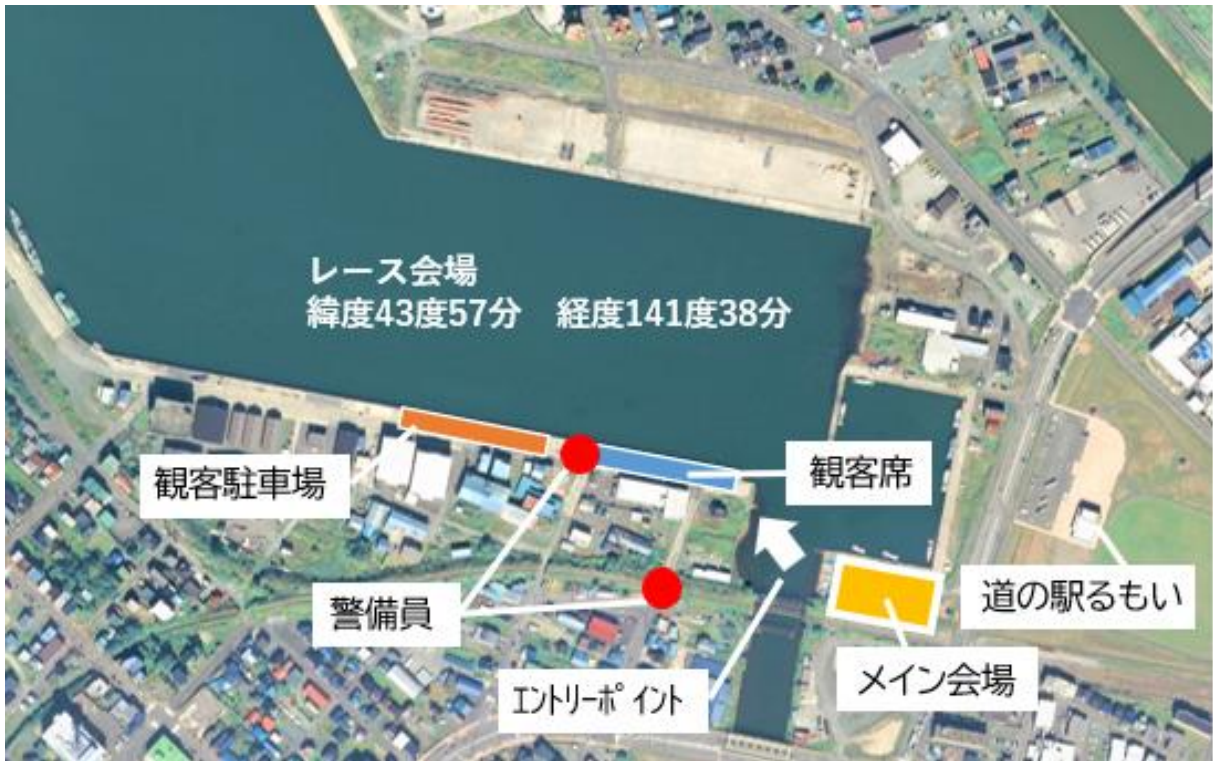 レース会場
緯度43度57分　経度141度38分
観客駐車場
観客席
警備員
道の駅るもい
エントリーポイント
メイン会場